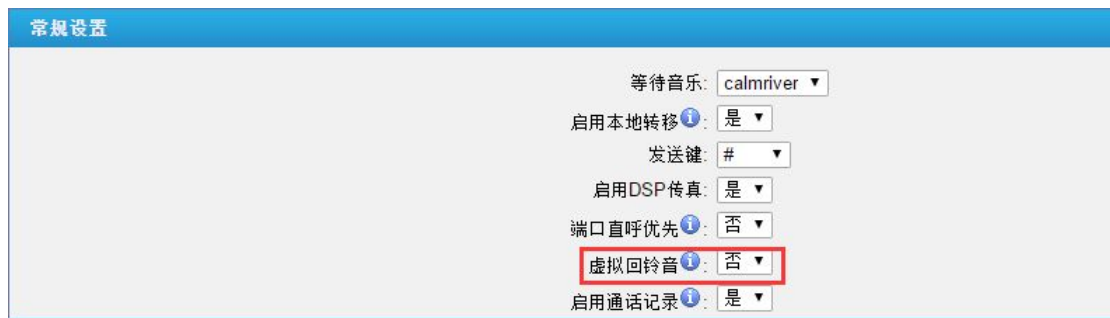 常规设置
等待音乐: calmriver
启用本地转移: 是
发送键: #
启用DSP传真: 是
端口直呼优先: 否
虚拟回铃音: 否
启用通话记录: 是